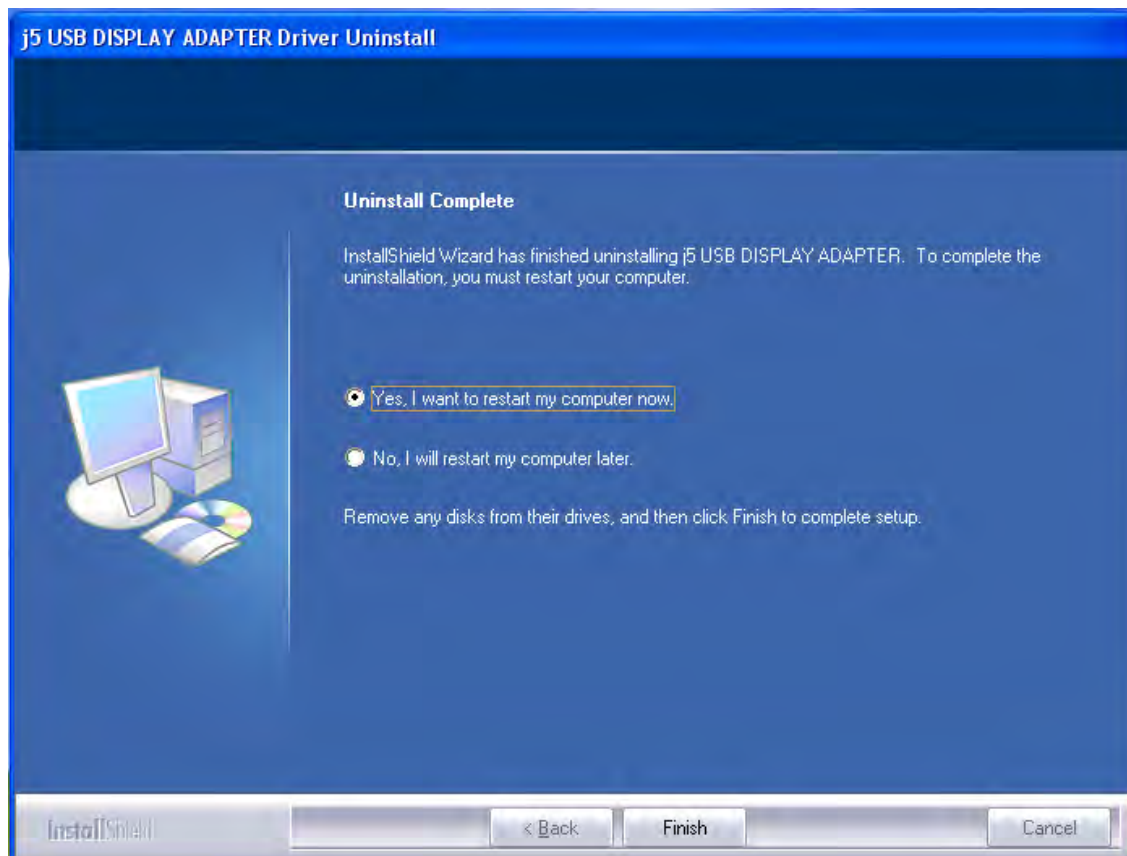 j5 USB DISPLAY ADAPTER Driver Uninstall
Uninstall Complete
InstallShield Wizard has finished uninstalling j5 USB DISPLAY ADAPTER. To complete the
uninstallation, you must restart your computer.
Yes, I want to restart my computer now.
No, I will restart my computer later.
Remove any disks from their drives, and then click Finish to complete setup.
InstallShield
< Back
Finish
Cancel